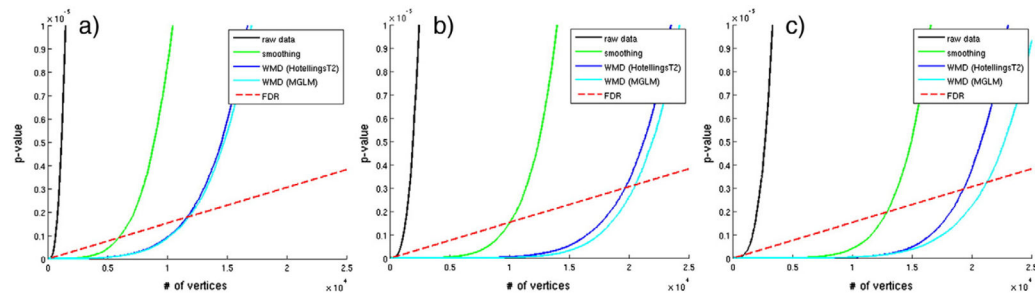 ×10⁻⁵
a)
1
0.9
0.8
0.7
0.6
0.5
0.4
0.3
0.2
0.1
0
p-value
raw data
smoothing
WMD (HotellingsT2)
WMD (MGLM)
FDR
0 0.5 1 1.5 2 2.5
# of vertices
×10⁴
×10⁻⁵
b)
1
0.9
0.8
0.7
0.6
0.5
0.4
0.3
0.2
0.1
0
p-value
raw data
smoothing
WMD (HotellingsT2)
WMD (MGLM)
FDR
0 0.5 1 1.5 2 2.5
# of vertices
×10⁴
×10⁻⁵
c)
1
0.9
0.8
0.7
0.6
0.5
0.4
0.3
0.2
0.1
0
p-value
raw data
smoothing
WMD (HotellingsT2)
WMD (MGLM)
FDR
0 0.5 1 1.5 2 2.5
# of vertices
×10⁴